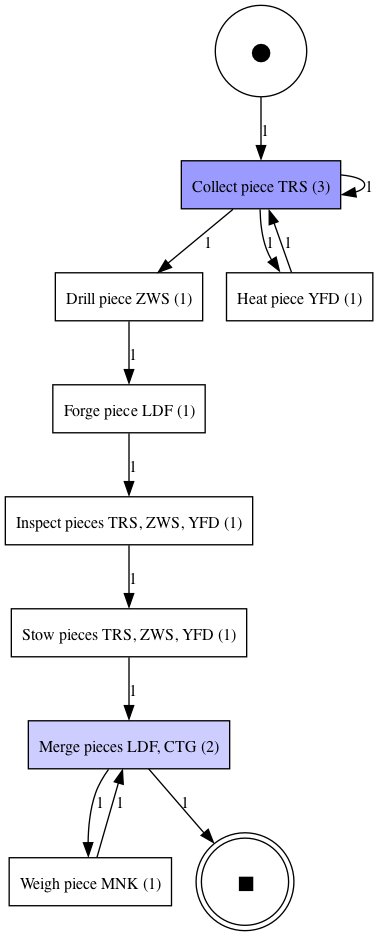 1
Collect piece TRS (3)
1
1
1
1
Drill piece ZWS (1)
Heat piece YFD (1)
1
Forge piece LDF (1)
1
Inspect pieces TRS, ZWS, YFD (1)
1
Stow pieces TRS, ZWS, YFD (1)
1
Merge pieces LDF, CTG (2)
1
1
1
Weigh piece MNK (1)